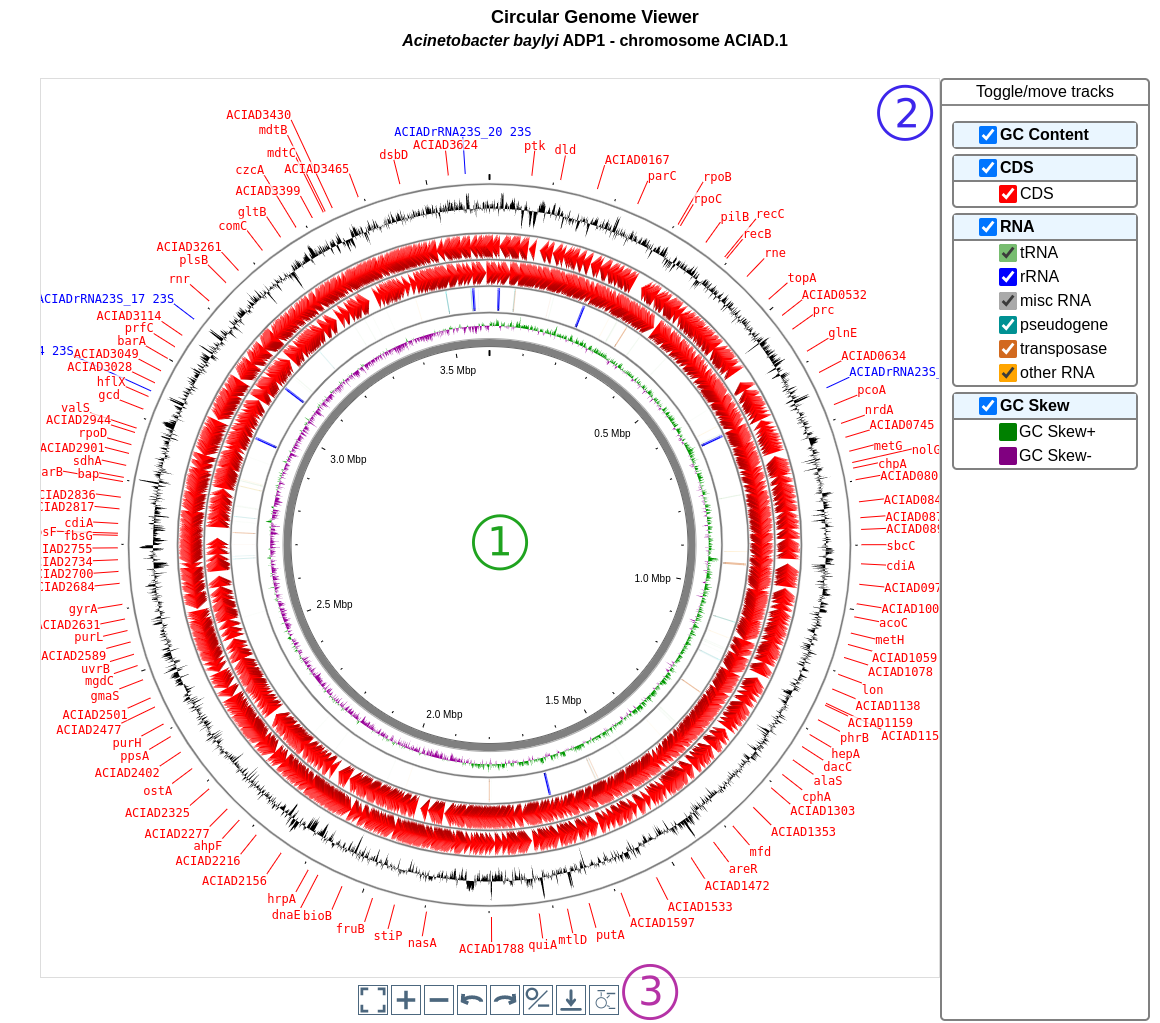 Circular Genome Viewer
Acinetobacter baylyi ADP1 - chromosome ACIAD.1
2
Toggle/move tracks
GC Content
CDS
CDS
RNA
tRNA
rRNA
misc RNA
pseudogene
transposase
other RNA
GC Skew
GC Skew+
GC Skew-
ACIAD3430
mdtB
mdtC
czcA
ACIAD3465
ACIAD3399
gltB
comC
ACIAD3261
plsB
rnr
ACIADrRNA23S_17 23S
ACIAD3114
prfC
barA
4 23S
ACIAD3049
ACIAD3028
hflX
gcd
valS
ACIAD2944
rpoD
ACIAD2901
sdhA
arB
bap
CIAD2836
CIAD2817
cdiA
sF
fbsG
IAD2755
IAD2734
IAD2700
IAD2684
gyrA
CIAD2631
purL
ACIAD2589
uvrB
mgdC
gmaS
ACIAD2501
ACIAD2477
purH
ppsA
ACIAD2402
ostA
ACIAD2325
ACIAD2277
ahpF
ACIAD2216
ACIAD2156
hrpA
dnaE
bioB
fruB
stiP
nasA
ACIAD1788
quiA
mtlD
putA
ACIAD1597
ACIAD1533
ACIAD1472
areR
mfd
ACIAD1353
ACIAD1303
cphA
alaS
dacC
hepA
phrB
ACIAD115
ACIAD1159
ACIAD1138
lon
ACIAD1078
ACIAD1059
metH
acoC
ACIAD100
ACIAD097
cdiA
sbcC
ACIAD089
ACIAD087
ACIAD084
ACIAD080
chpA
nolG
metG
ACIAD0745
nrdA
pcoA
ACIADrRNA23S_
ACIAD0634
glnE
prc
ACIAD0532
topA
rne
recB
recC
pilB
rpoC
rpoB
parC
ACIAD0167
dld
ptk
ACIADrRNA23S_20 23S
ACIAD3624
dsbD
3.5 Mbp
0.5 Mbp
3.0 Mbp
1
1.0 Mbp
2.5 Mbp
1.5 Mbp
2.0 Mbp
3